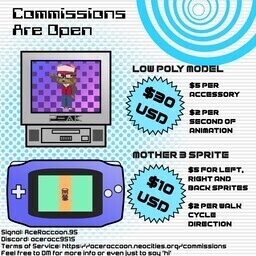 Commissions
Are Open
LOW POLY MODEL
$30
USD
$5 PER
ACCESSORY
$2 PER
SECOND OF
ANIMATION
MOTHER 3 SPRITE
$10
USD
$5 FOR LEFT,
RIGHT AND
BACK SPRITES
$2 PER WALK
CYCLE
DIRECTION
Signal: AceRaccoon.95
Discord: aceracc9515
Terms of Service: https://aceraccoon.neocities.org/commissions
Feel free to DM for more info or even just to say "hi"